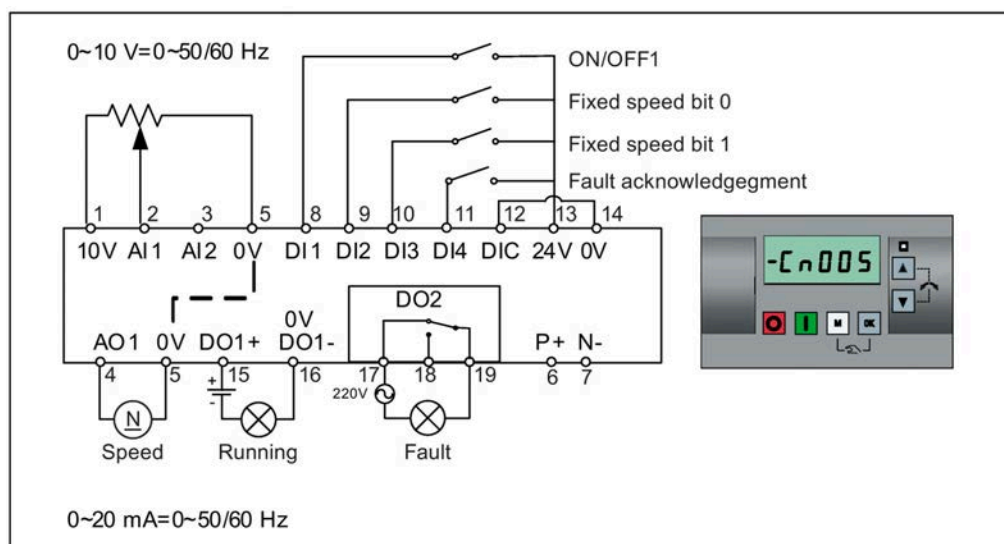 0~10 V=0~50/60 Hz
ON/OFF1
Fixed speed bit 0
Fixed speed bit 1
Fault acknowledgegment
1 2 3 5 8 9 10 11 12 13 14
10V AI1 AI2 0V DI1 DI2 DI3 DI4 DIC 24V 0V
-Cn005
M OK
DO2
0V
AO1 0V DO1+ DO1- P+ N-
4 5 15 16 17 18 19 6 7
+
-
220V
N
Speed Running Fault
0~20 mA=0~50/60 Hz